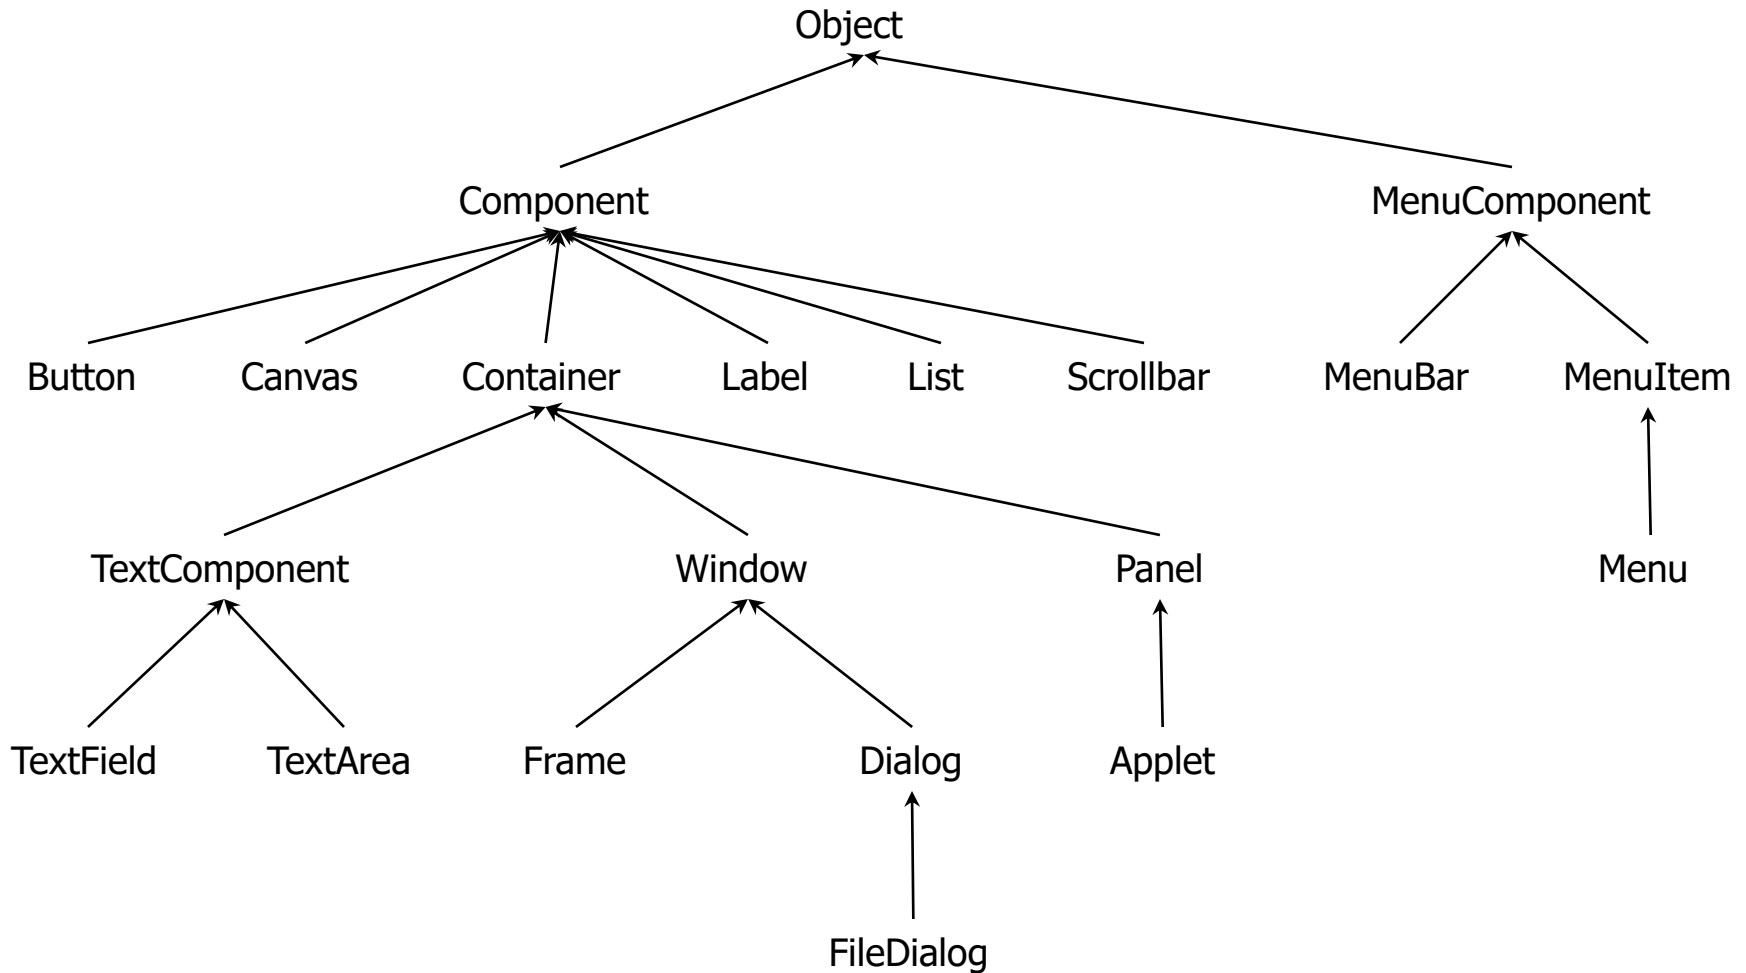 Object
Component MenuComponent
Button Canvas Container Label List Scrollbar MenuBar MenuItem
TextComponent Window Panel Menu
TextField TextArea Frame Dialog Applet
FileDialog